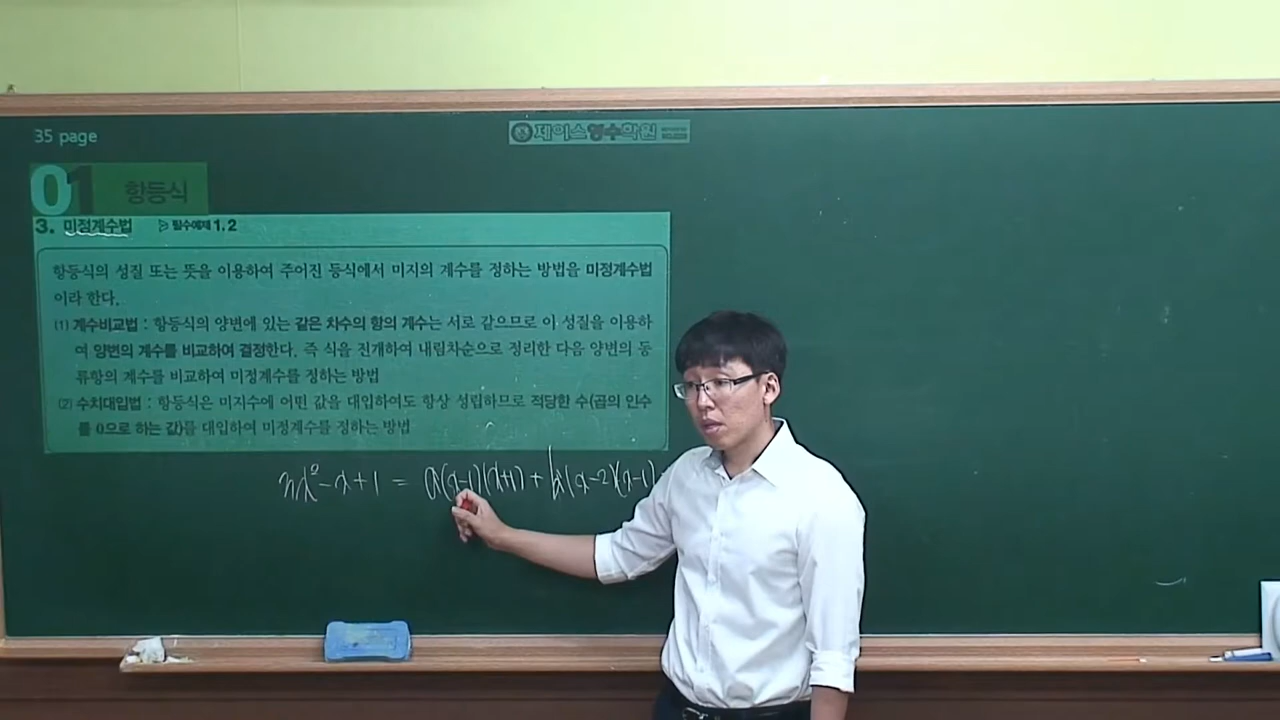 35 page
제이스영수학원
01 항등식
3. 미정계수법 ▷ 필수예제 1, 2
항등식의 성질 또는 뜻을 이용하여 주어진 등식에서 미지의 계수를 정하는 방법을 미정계수법
이라 한다.
(1) 계수비교법 : 항등식의 양변에 있는 같은 차수의 항의 계수는 서로 같으므로 이 성질을 이용하
여 양변의 계수를 비교하여 결정한다. 즉 식을 전개하여 내림차순으로 정리한 다음 양변의 동
류항의 계수를 비교하여 미정계수를 정하는 방법
(2) 수치대입법 : 항등식은 미지수에 어떤 값을 대입하여도 항상 성립하므로 적당한 수(곱의 인수
를 0으로 하는 값)를 대입하여 미정계수를 정하는 방법
-x+1 = a(x-1)(x+1) + (x-2)(x-1)